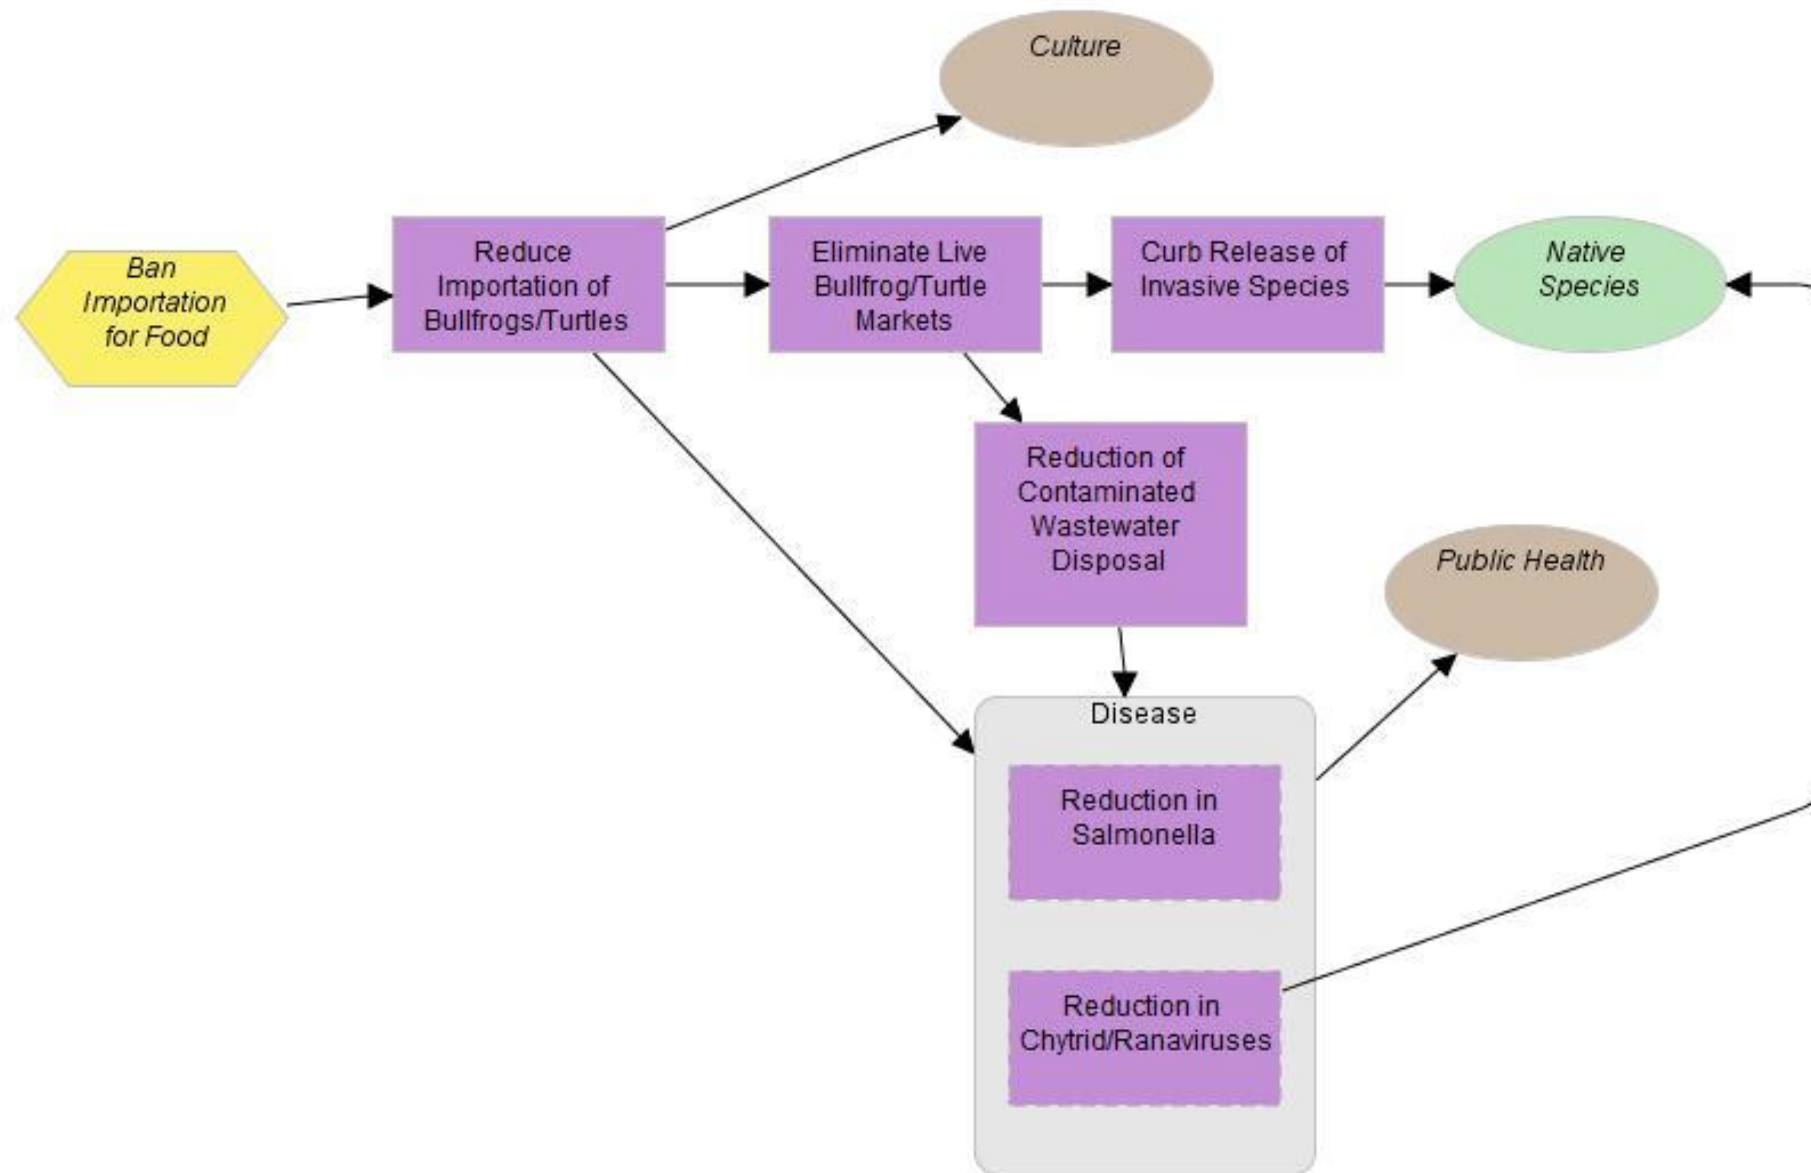 Culture
Ban
Importation
for Food
Reduce
Importation of
Bullfrogs/Turtles
Eliminate Live
Bullfrog/Turtle
Markets
Curb Release of
Invasive Species
Native
Species
Reduction of
Contaminated
Wastewater
Disposal
Public Health
Disease
Reduction in
Salmonella
Reduction in
Chytrid/Ranaviruses